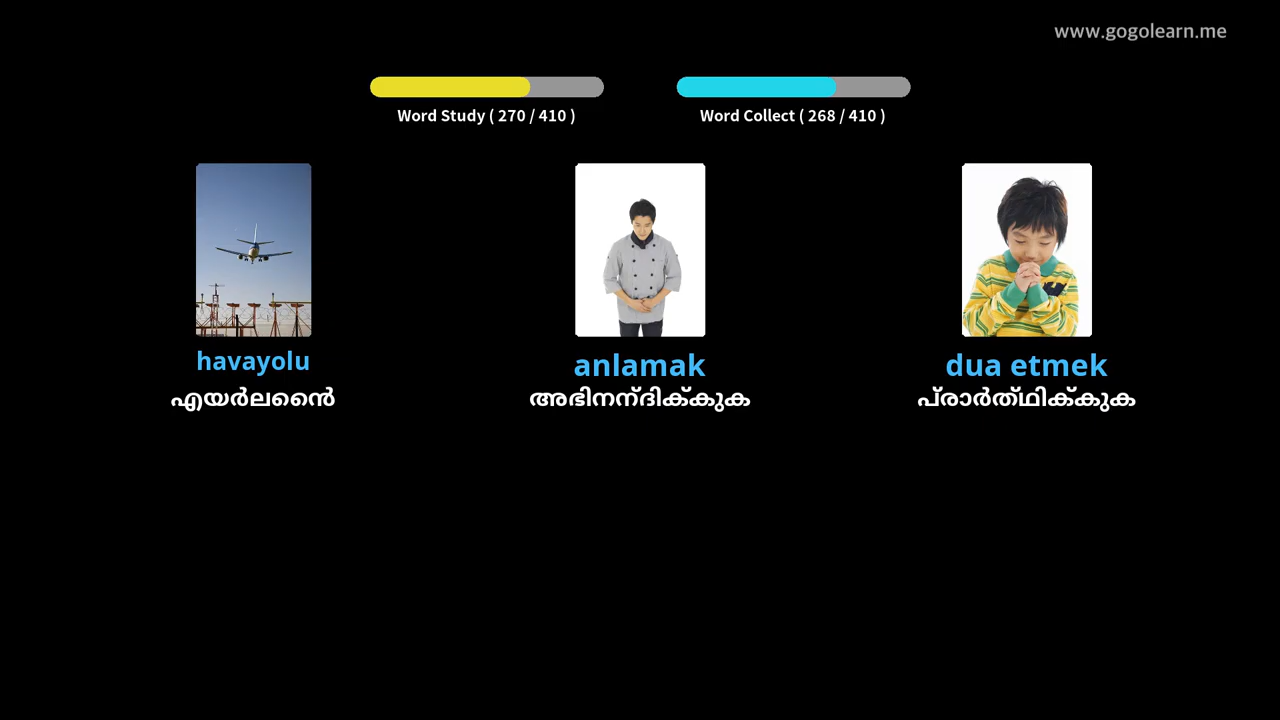 www.gogolearn.me
Word Study ( 270 / 410 )
Word Collect ( 268 / 410 )
havayolu
anlamak
dua etmek
എയർലൈൻ
അഭിനന്ദിക്കുക
പ്രാർത്ഥിക്കുക